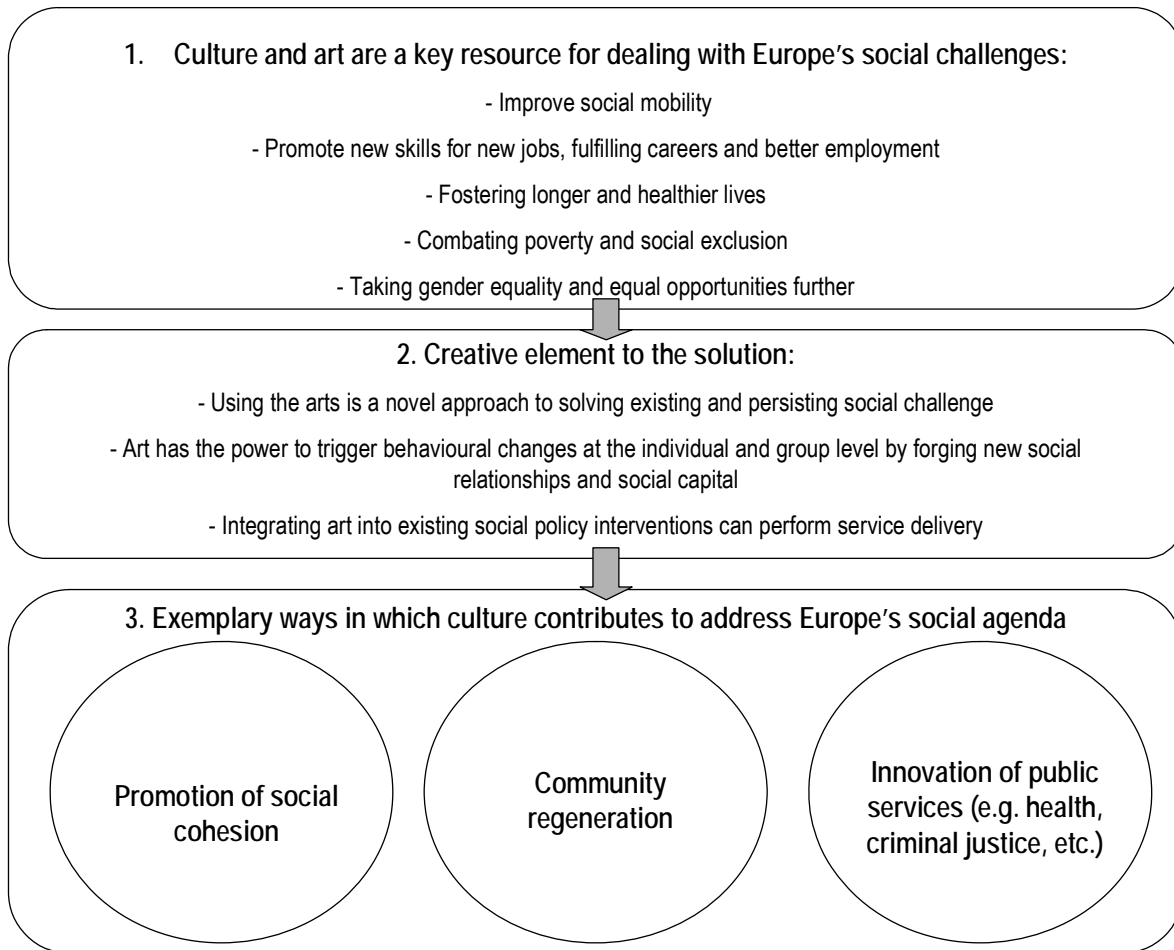 1. Culture and art are a key resource for dealing with Europe's social challenges:
- Improve social mobility
- Promote new skills for new jobs, fulfilling careers and better employment
- Fostering longer and healthier lives
- Combating poverty and social exclusion
- Taking gender equality and equal opportunities further
2. Creative element to the solution:
- Using the arts is a novel approach to solving existing and persisting social challenge
- Art has the power to trigger behavioural changes at the individual and group level by forging new social
relationships and social capital
- Integrating art into existing social policy interventions can perform service delivery
3. Exemplary ways in which culture contributes to address Europe's social agenda
Promotion of social
cohesion
Community
regeneration
Innovation of public
services (e.g. health,
criminal justice, etc.)